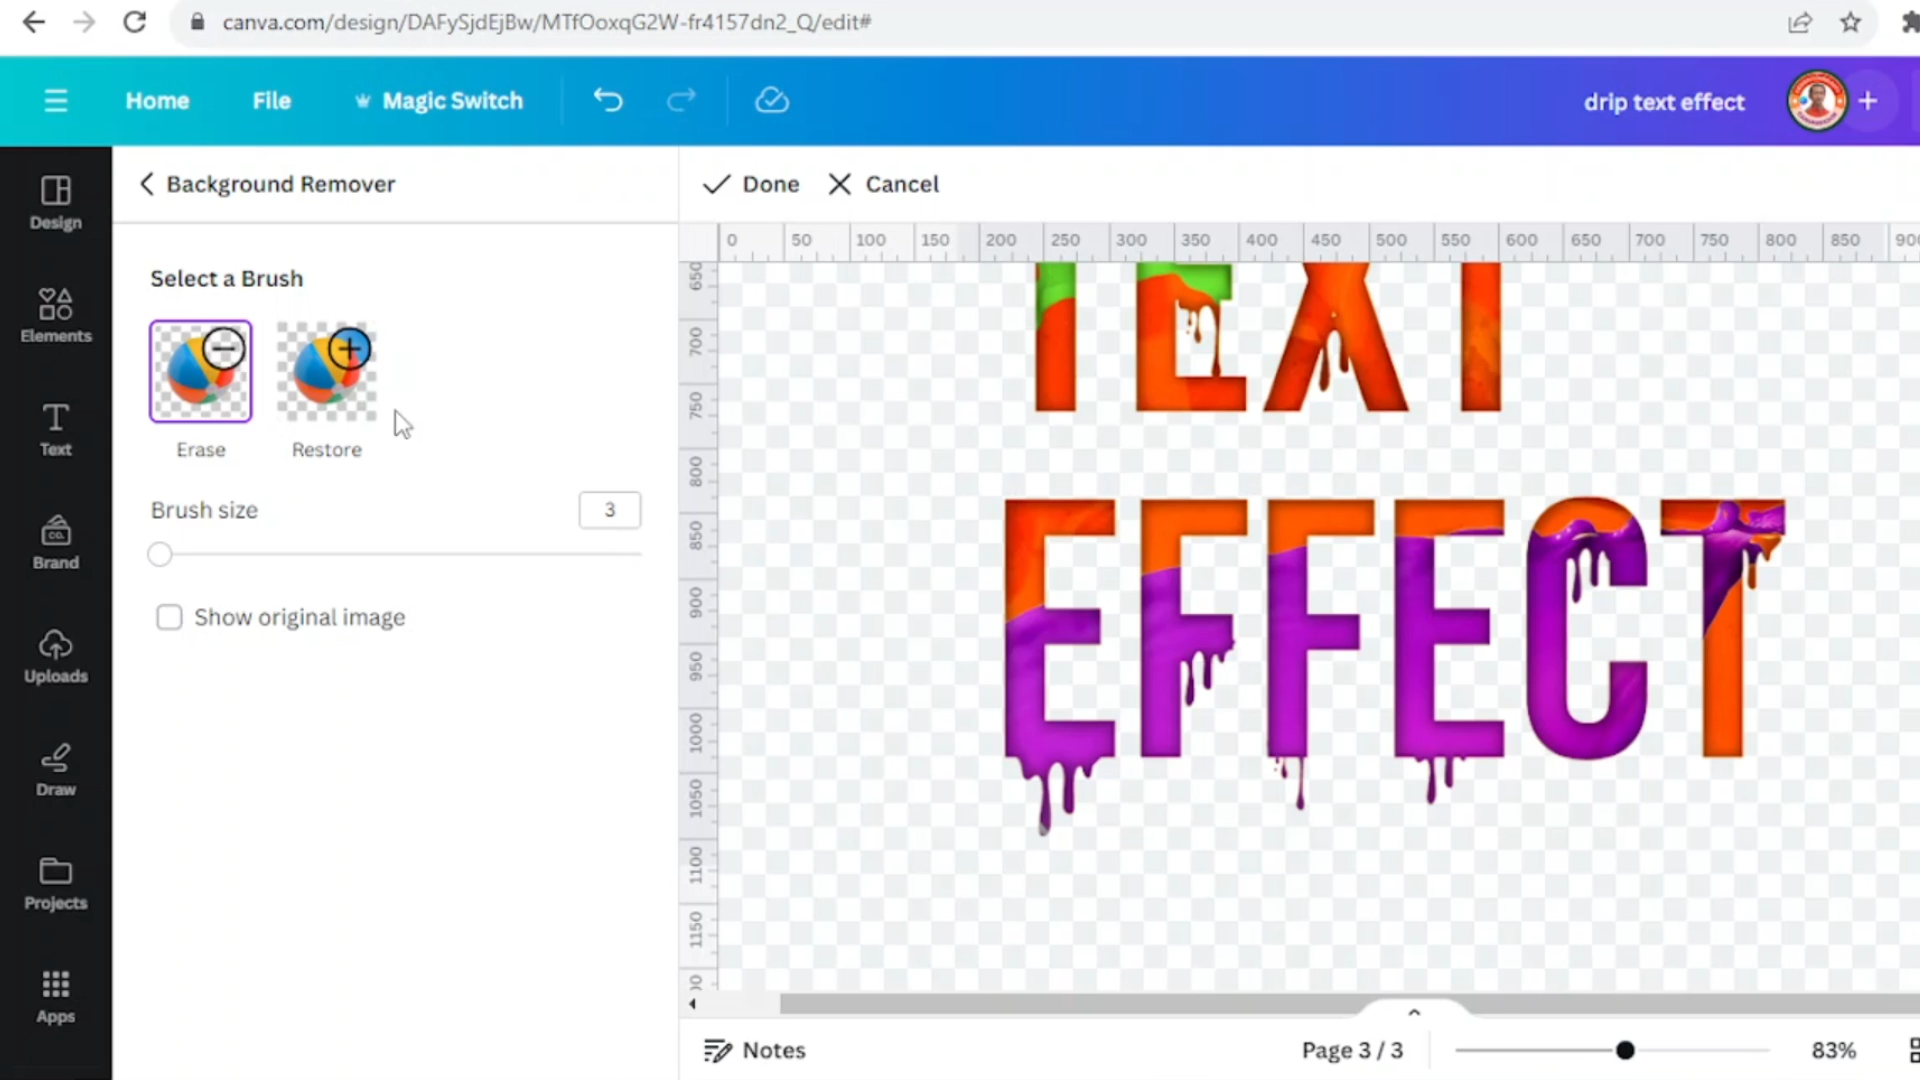 canva.com/design/DAFySjdEjBw/MTfOoxqG2W-fr4157dn2_Q/edit#
Home File Magic Switch drip text effect
Background Remover
Done Cancel
Design
Elements
Text
Brand
CO.
Uploads
Draw
Projects
Apps
Select a Brush
Erase Restore
Brush size 3
Show original image
0 50 100 150 200 250 300 350 400 450 500 550 600 650 700 750 800 850 900
650
700
750
800
850
900
950
1000
1050
1100
1150
TEXT
EFFECT
Notes Page 3 / 3 83%